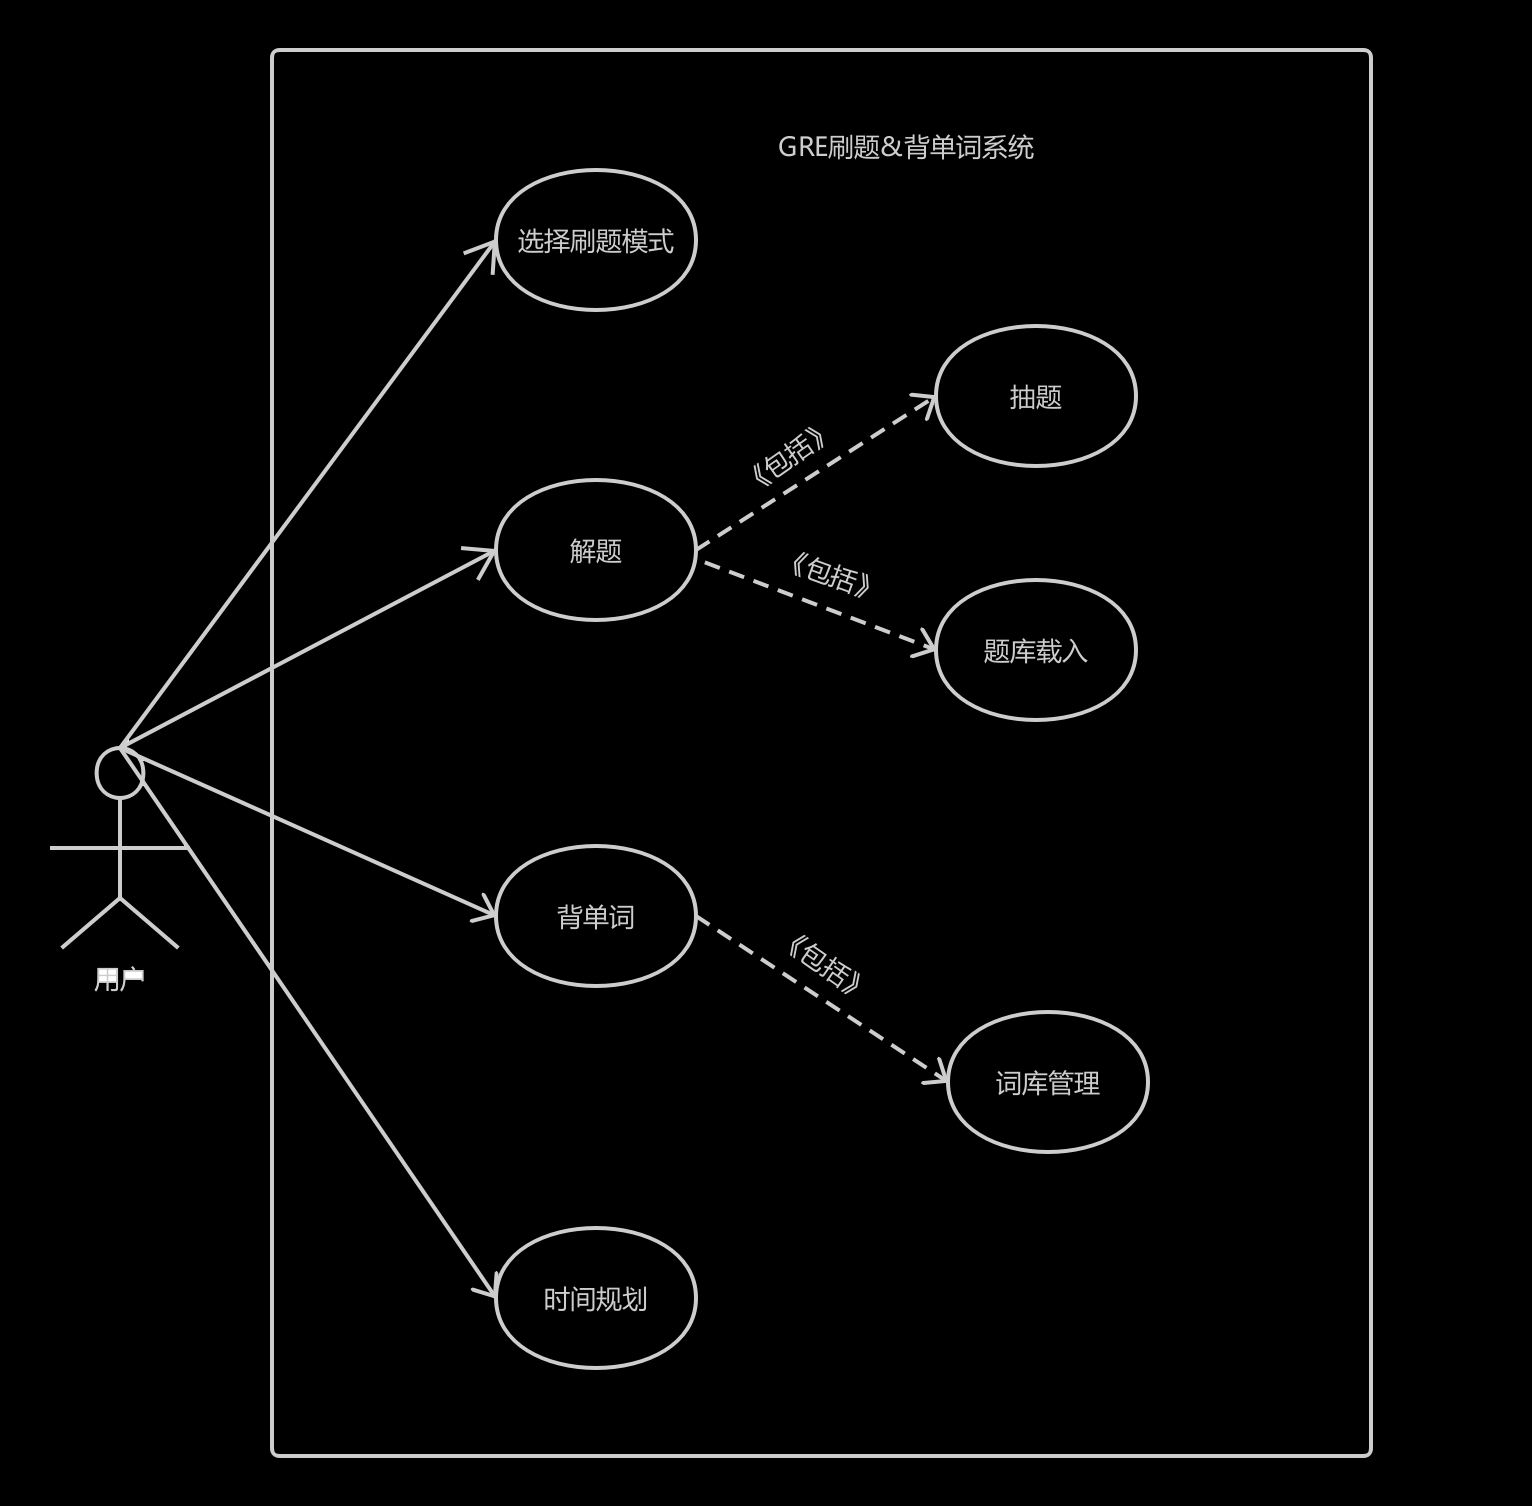 GRE刷题&背单词系统
选择刷题模式
抽题
《包括》
解题
《包括》
题库载入
背单词
《包括》
用户
词库管理
时间规划